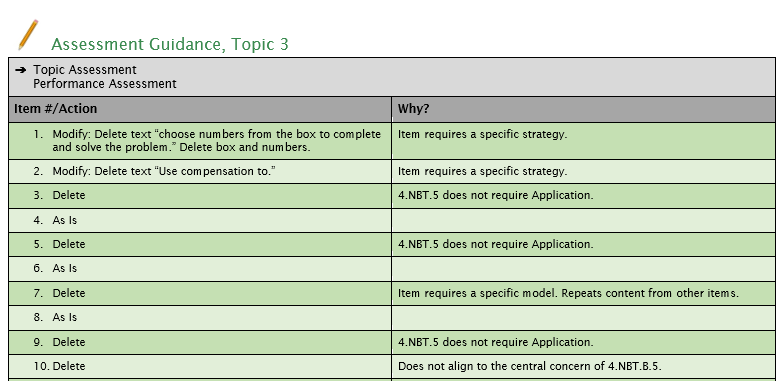 Assessment Guidance, Topic 3
➔ Topic Assessment
Performance Assessment
Item #/Action Why?
1. Modify: Delete text “choose numbers from the box to complete
and solve the problem.” Delete box and numbers.
Item requires a specific strategy.
2. Modify: Delete text “Use compensation to.” Item requires a specific strategy.
3. Delete 4.NBT.5 does not require Application.
4. As Is
5. Delete 4.NBT.5 does not require Application.
6. As Is
7. Delete Item requires a specific model. Repeats content from other items.
8. As Is
9. Delete 4.NBT.5 does not require Application.
10. Delete Does not align to the central concern of 4.NBT.B.5.